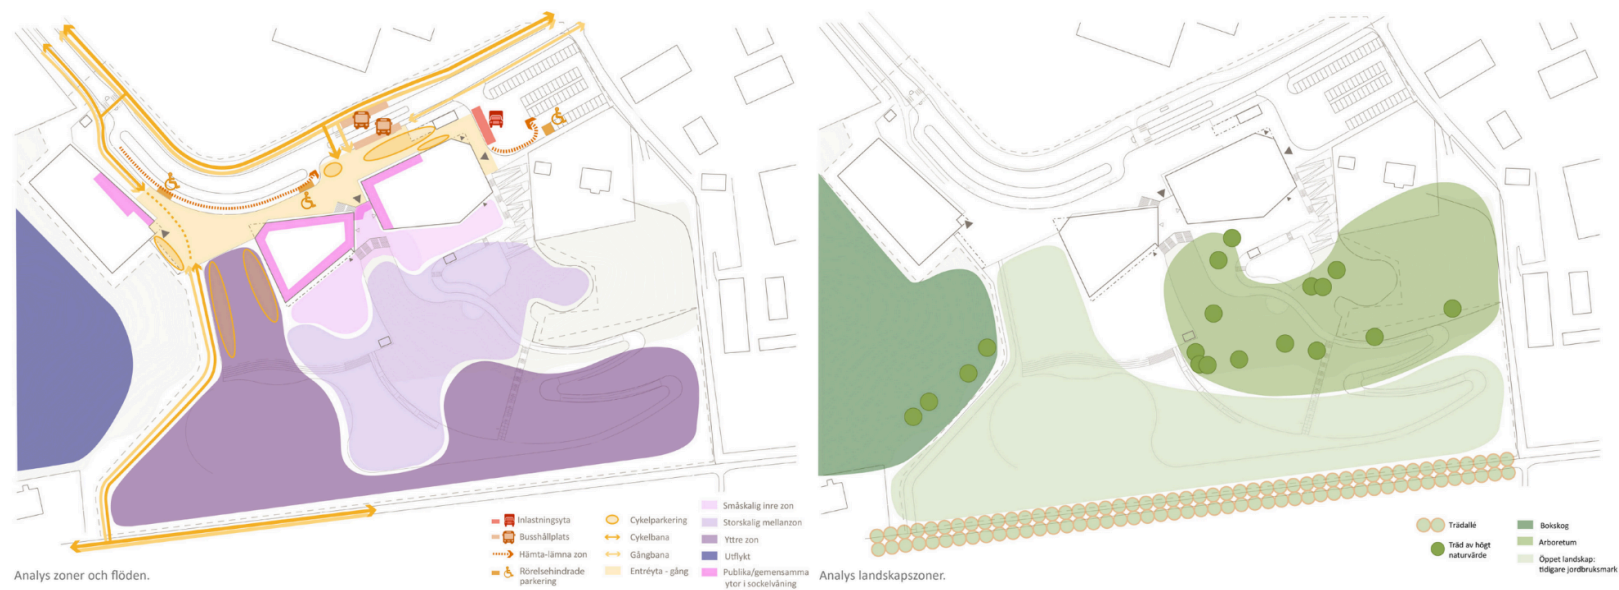 Inlastningsyta
Busshållplats
Hämta-lämna zon
Rörelsehindrade
parkering
Cykelparkering
Cykelbana
Gångbana
Entréyta - gång
Småskalig inre zon
Storskalig mellanzon
Yttre zon
Utflykt
Publika/gemensamma
ytor i sockelvåning
Analys zoner och flöden.
Trädallé
Träd av högt
naturvärde
Bokskog
Arboretum
Öppet landskap:
tidigare jordbruksmark
Analys landskapszoner.